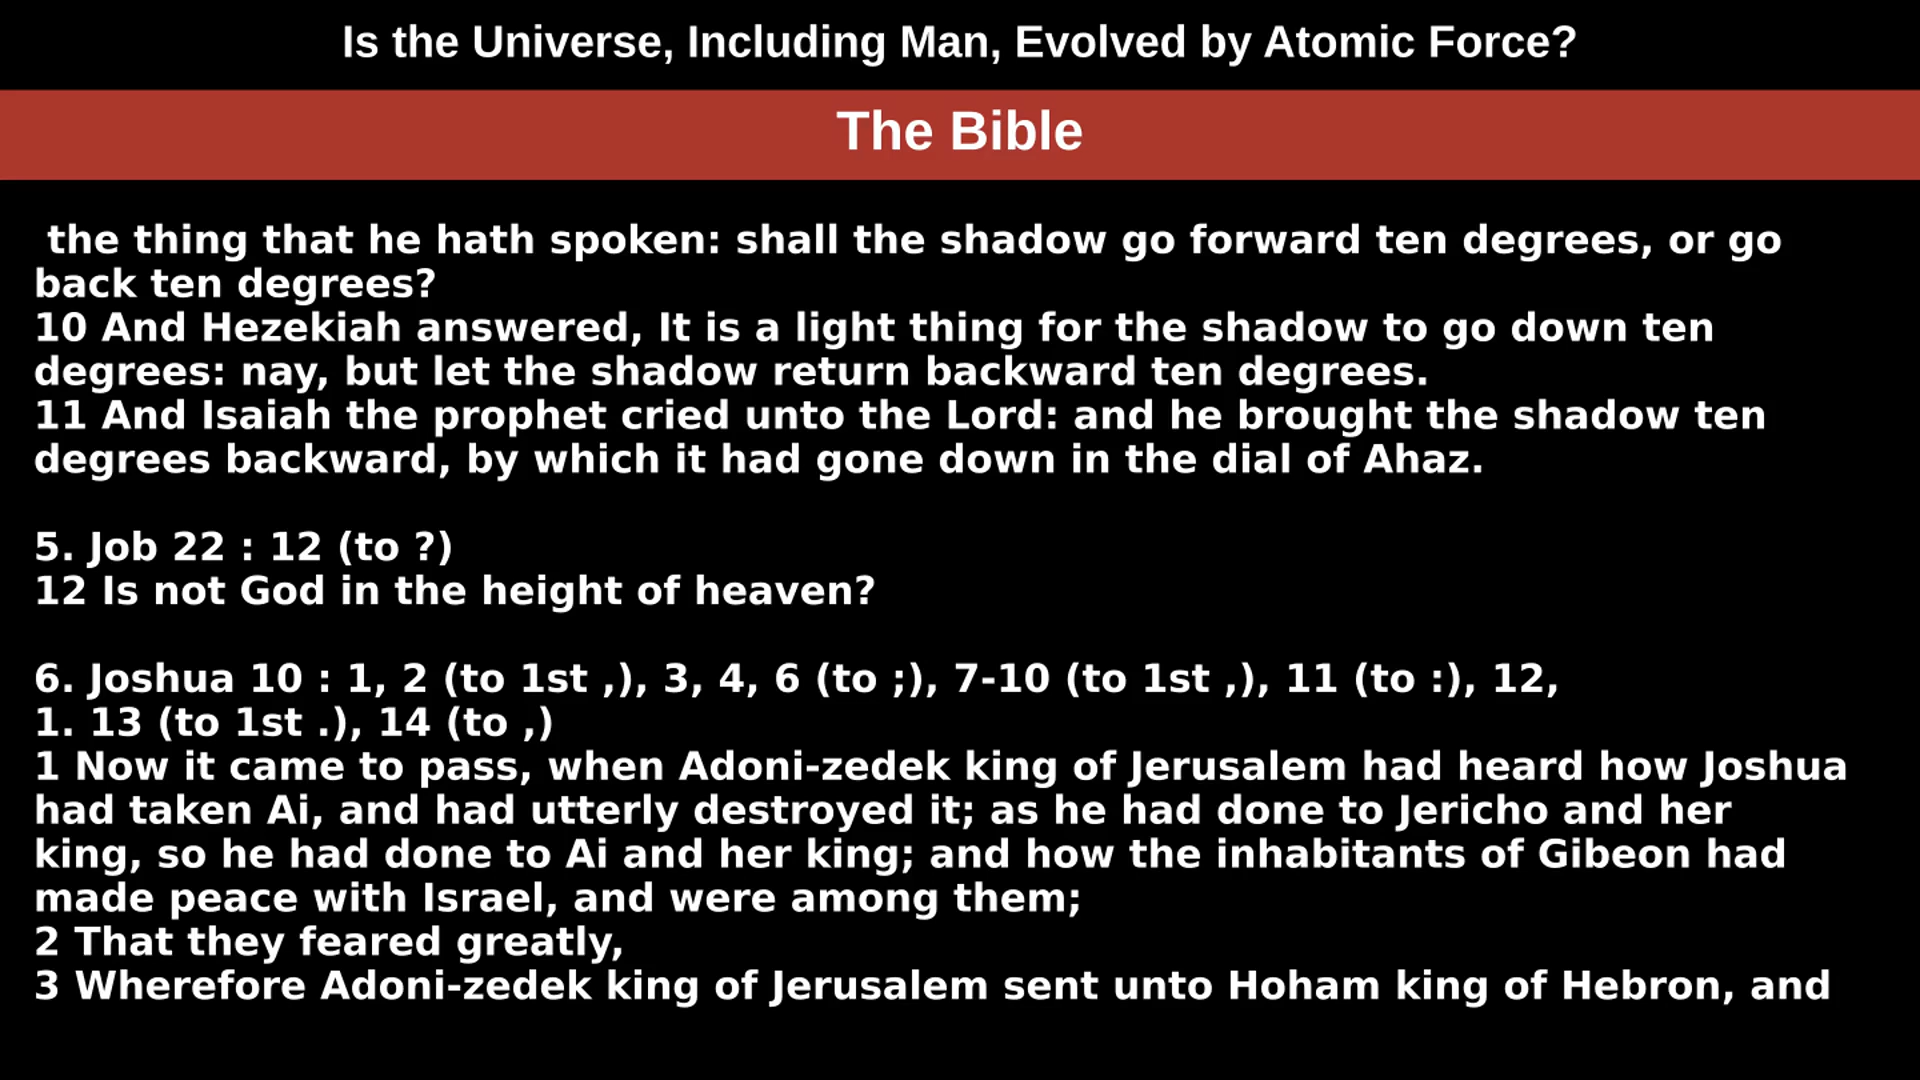 Is the Universe, Including Man, Evolved by Atomic Force?
The Bible
the thing that he hath spoken: shall the shadow go forward ten degrees, or go
back ten degrees?
10 And Hezekiah answered, It is a light thing for the shadow to go down ten
degrees: nay, but let the shadow return backward ten degrees.
11 And Isaiah the prophet cried unto the Lord: and he brought the shadow ten
degrees backward, by which it had gone down in the dial of Ahaz.
5. Job 22 : 12 (to ?)
12 Is not God in the height of heaven?
6. Joshua 10 : 1, 2 (to 1st ,), 3, 4, 6 (to ;), 7-10 (to 1st ,), 11 (to :), 12,
1. 13 (to 1st .), 14 (to ,)
1 Now it came to pass, when Adoni-zedek king of Jerusalem had heard how Joshua
had taken Ai, and had utterly destroyed it; as he had done to Jericho and her
king, so he had done to Ai and her king; and how the inhabitants of Gibeon had
made peace with Israel, and were among them;
2 That they feared greatly,
3 Wherefore Adoni-zedek king of Jerusalem sent unto Hoham king of Hebron, and